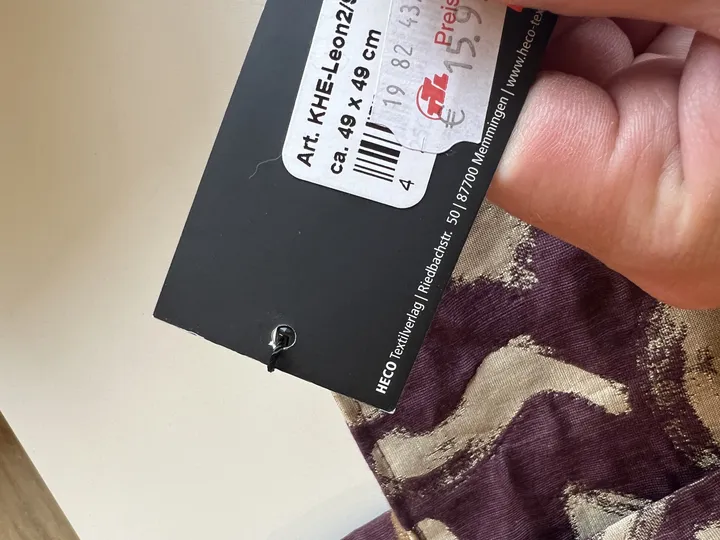 Art. KHE-Leon2/
ca. 49 x 49 cm
4
19 82 43
TTL
Preis
€ 15.9
HECO Textilverlag | Riedbachstr. 50 | 87700 Memmingen | www.heco-tex